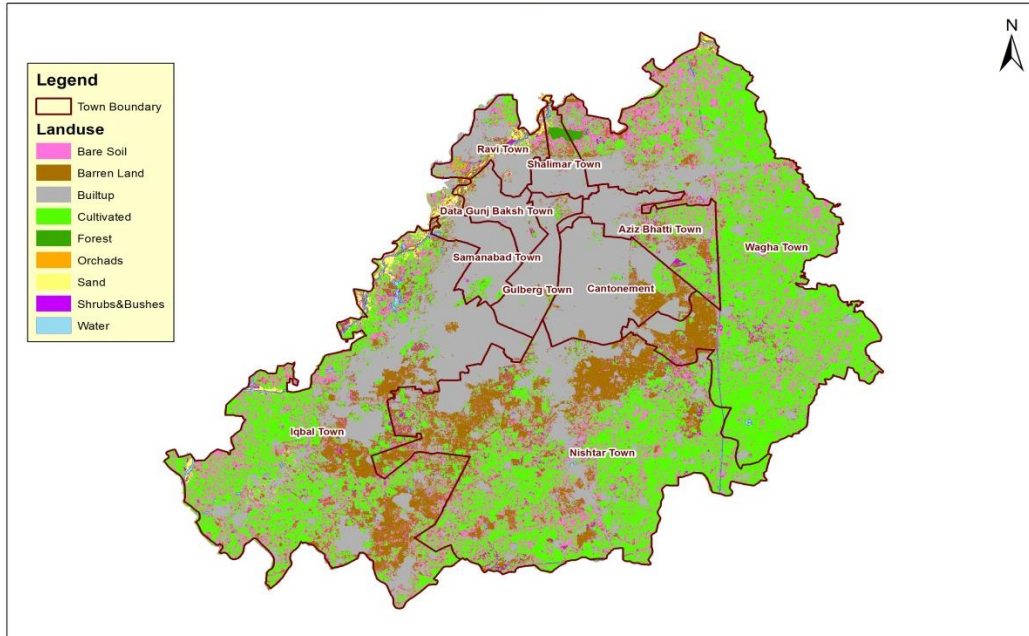 N
Legend
Town Boundary
Landuse
Bare Soil
Barren Land
Builtup
Cultivated
Forest
Orchads
Sand
Shrubs&Bushes
Water
Ravi Town
Shalimar Town
Data Gunj Baksh Town
Aziz Bhatti Town
Wagha Town
Samanabad Town
Gulberg Town
Cantonement
Iqbal Town
Nishtar Town